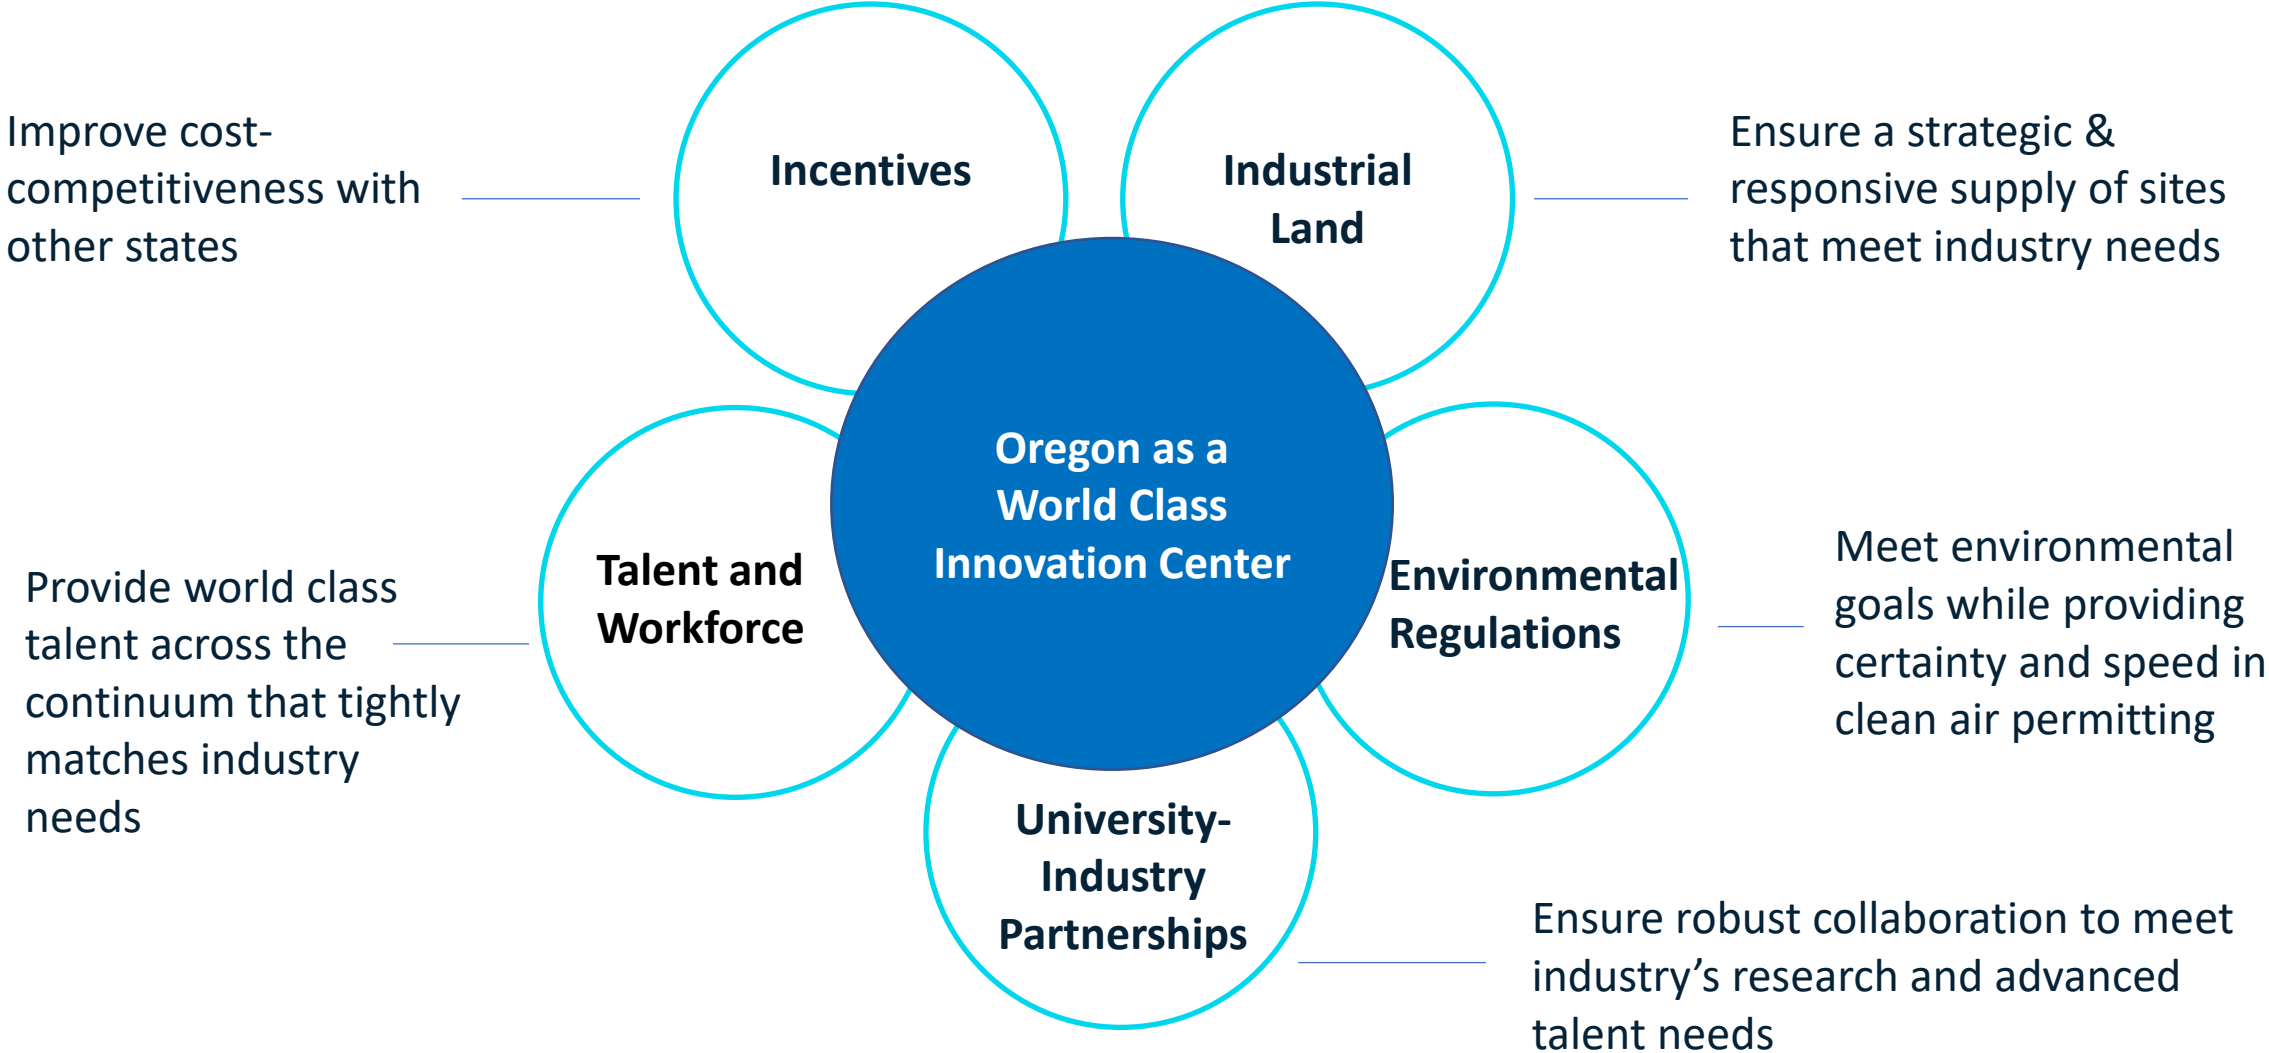 Improve cost-
competitiveness with
other states
Incentives
Industrial
Land
Ensure a strategic &
responsive supply of sites
that meet industry needs
Oregon as a
World Class
Innovation Center
Provide world class
talent across the
continuum that tightly
matches industry
needs
Talent and
Workforce
Environmental
Regulations
Meet environmental
goals while providing
certainty and speed in
clean air permitting
University-
Industry
Partnerships
Ensure robust collaboration to meet
industry’s research and advanced
talent needs